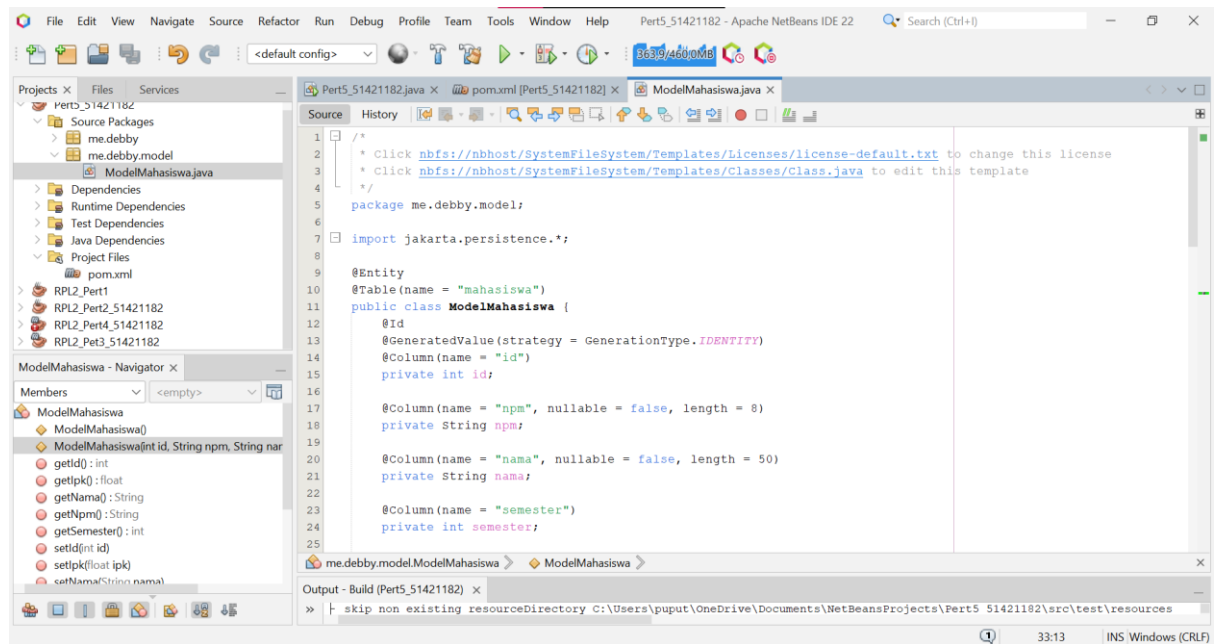 File Edit View Navigate Source Refactor Run Debug Profile Team Tools Window Help Pert5_51421182 - Apache NetBeans IDE 22 Search (Ctrl+I)
<default config> 363,9/460,0MB
Projects Files Services
Pert5_51421182
Source Packages
me.debby
me.debby.model
ModelMahasiswa.java
Dependencies
Runtime Dependencies
Test Dependencies
Java Dependencies
Project Files
pom.xml
RPL2_Pert1
RPL2_Pert2_51421182
RPL2_Pert4_51421182
RPL2_Pet3_51421182
ModelMahasiswa - Navigator
Members <empty>
ModelMahasiswa
ModelMahasiswa()
ModelMahasiswa(int id, String npm, String nar
getId() : int
getIpk() : float
getNama() : String
getNpm() : String
getSemester() : int
setId(int id)
setIpk(float ipk)
setNama(String nama)
Pert5_51421182.java pom.xml [Pert5_51421182] ModelMahasiswa.java
Source History
1 /*
2 * Click nbfs://nbhost/SystemFileSystem/Templates/Licenses/license-default.txt to change this license
3 * Click nbfs://nbhost/SystemFileSystem/Templates/Classes/Class.java to edit this template
4 */
5 package me.debby.model;
6
7 import jakarta.persistence.*;
8
9 @Entity
10 @Table(name = "mahasiswa")
11 public class ModelMahasiswa {
12 @Id
13 @GeneratedValue(strategy = GenerationType.IDENTITY)
14 @Column(name = "id")
15 private int id;
16
17 @Column(name = "npm", nullable = false, length = 8)
18 private String npm;
19
20 @Column(name = "nama", nullable = false, length = 50)
21 private String nama;
22
23 @Column(name = "semester")
24 private int semester;
25
me.debby.model.ModelMahasiswa ModelMahasiswa
Output - Build (Pert5_51421182)
skip non existing resourceDirectory C:\Users\puput\OneDrive\Documents\NetBeansProjects\Pert5 51421182\src\test\resources
1 33:13 INS Windows (CRLF)